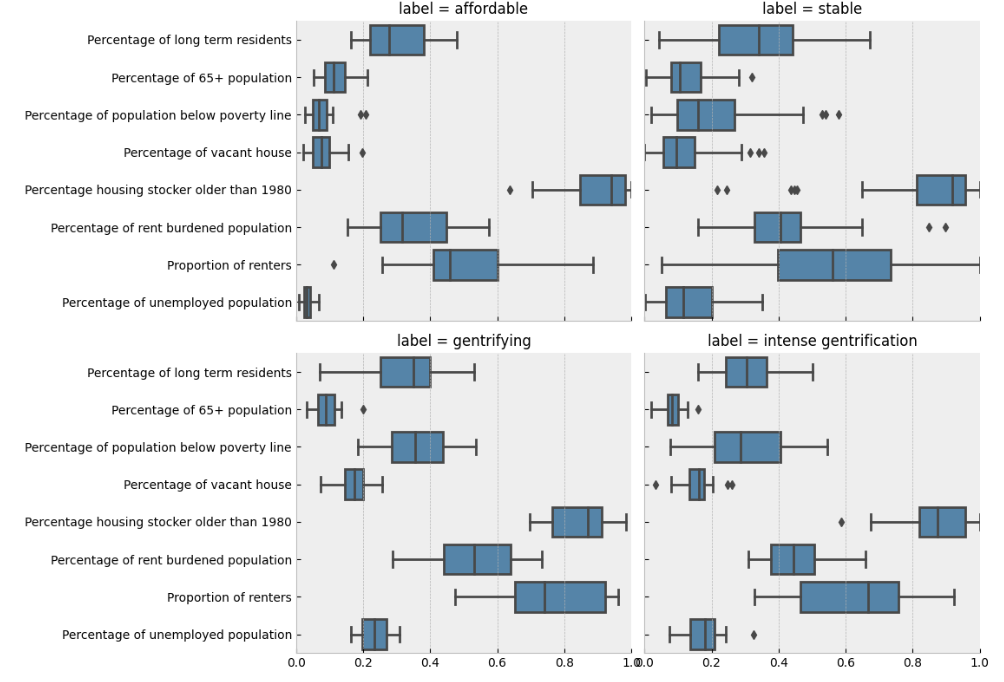 label = affordable
label = stable
Percentage of long term residents
Percentage of 65+ population
Percentage of population below poverty line
Percentage of vacant house
Percentage housing stocker older than 1980
Percentage of rent burdened population
Proportion of renters
Percentage of unemployed population
label = gentrifying
label = intense gentrification
Percentage of long term residents
Percentage of 65+ population
Percentage of population below poverty line
Percentage of vacant house
Percentage housing stocker older than 1980
Percentage of rent burdened population
Proportion of renters
Percentage of unemployed population
0.0 0.2 0.4 0.6 0.8 1.0 0.0 0.2 0.4 0.6 0.8 1.0